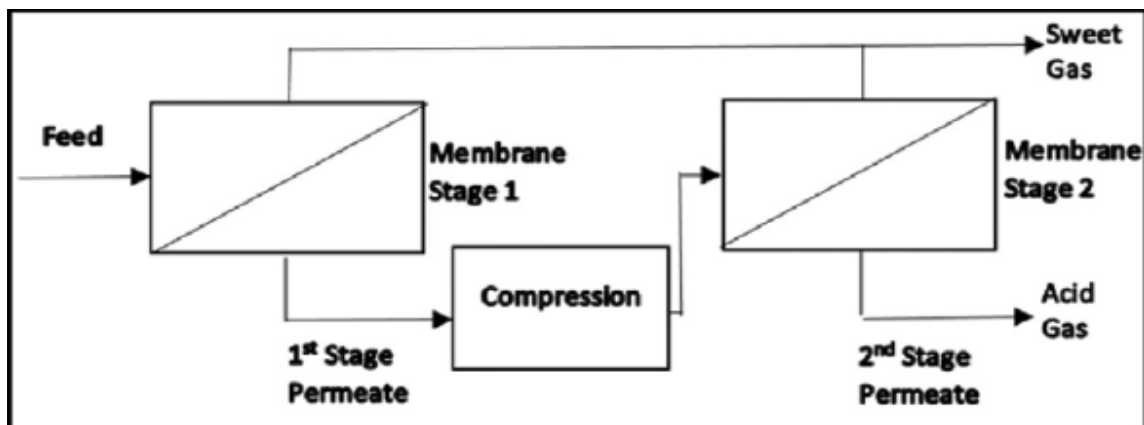 Sweet
Gas
Feed
Membrane
Stage 1
Membrane
Stage 2
Compression
Acid
Gas
1st Stage
Permeate
2nd Stage
Permeate